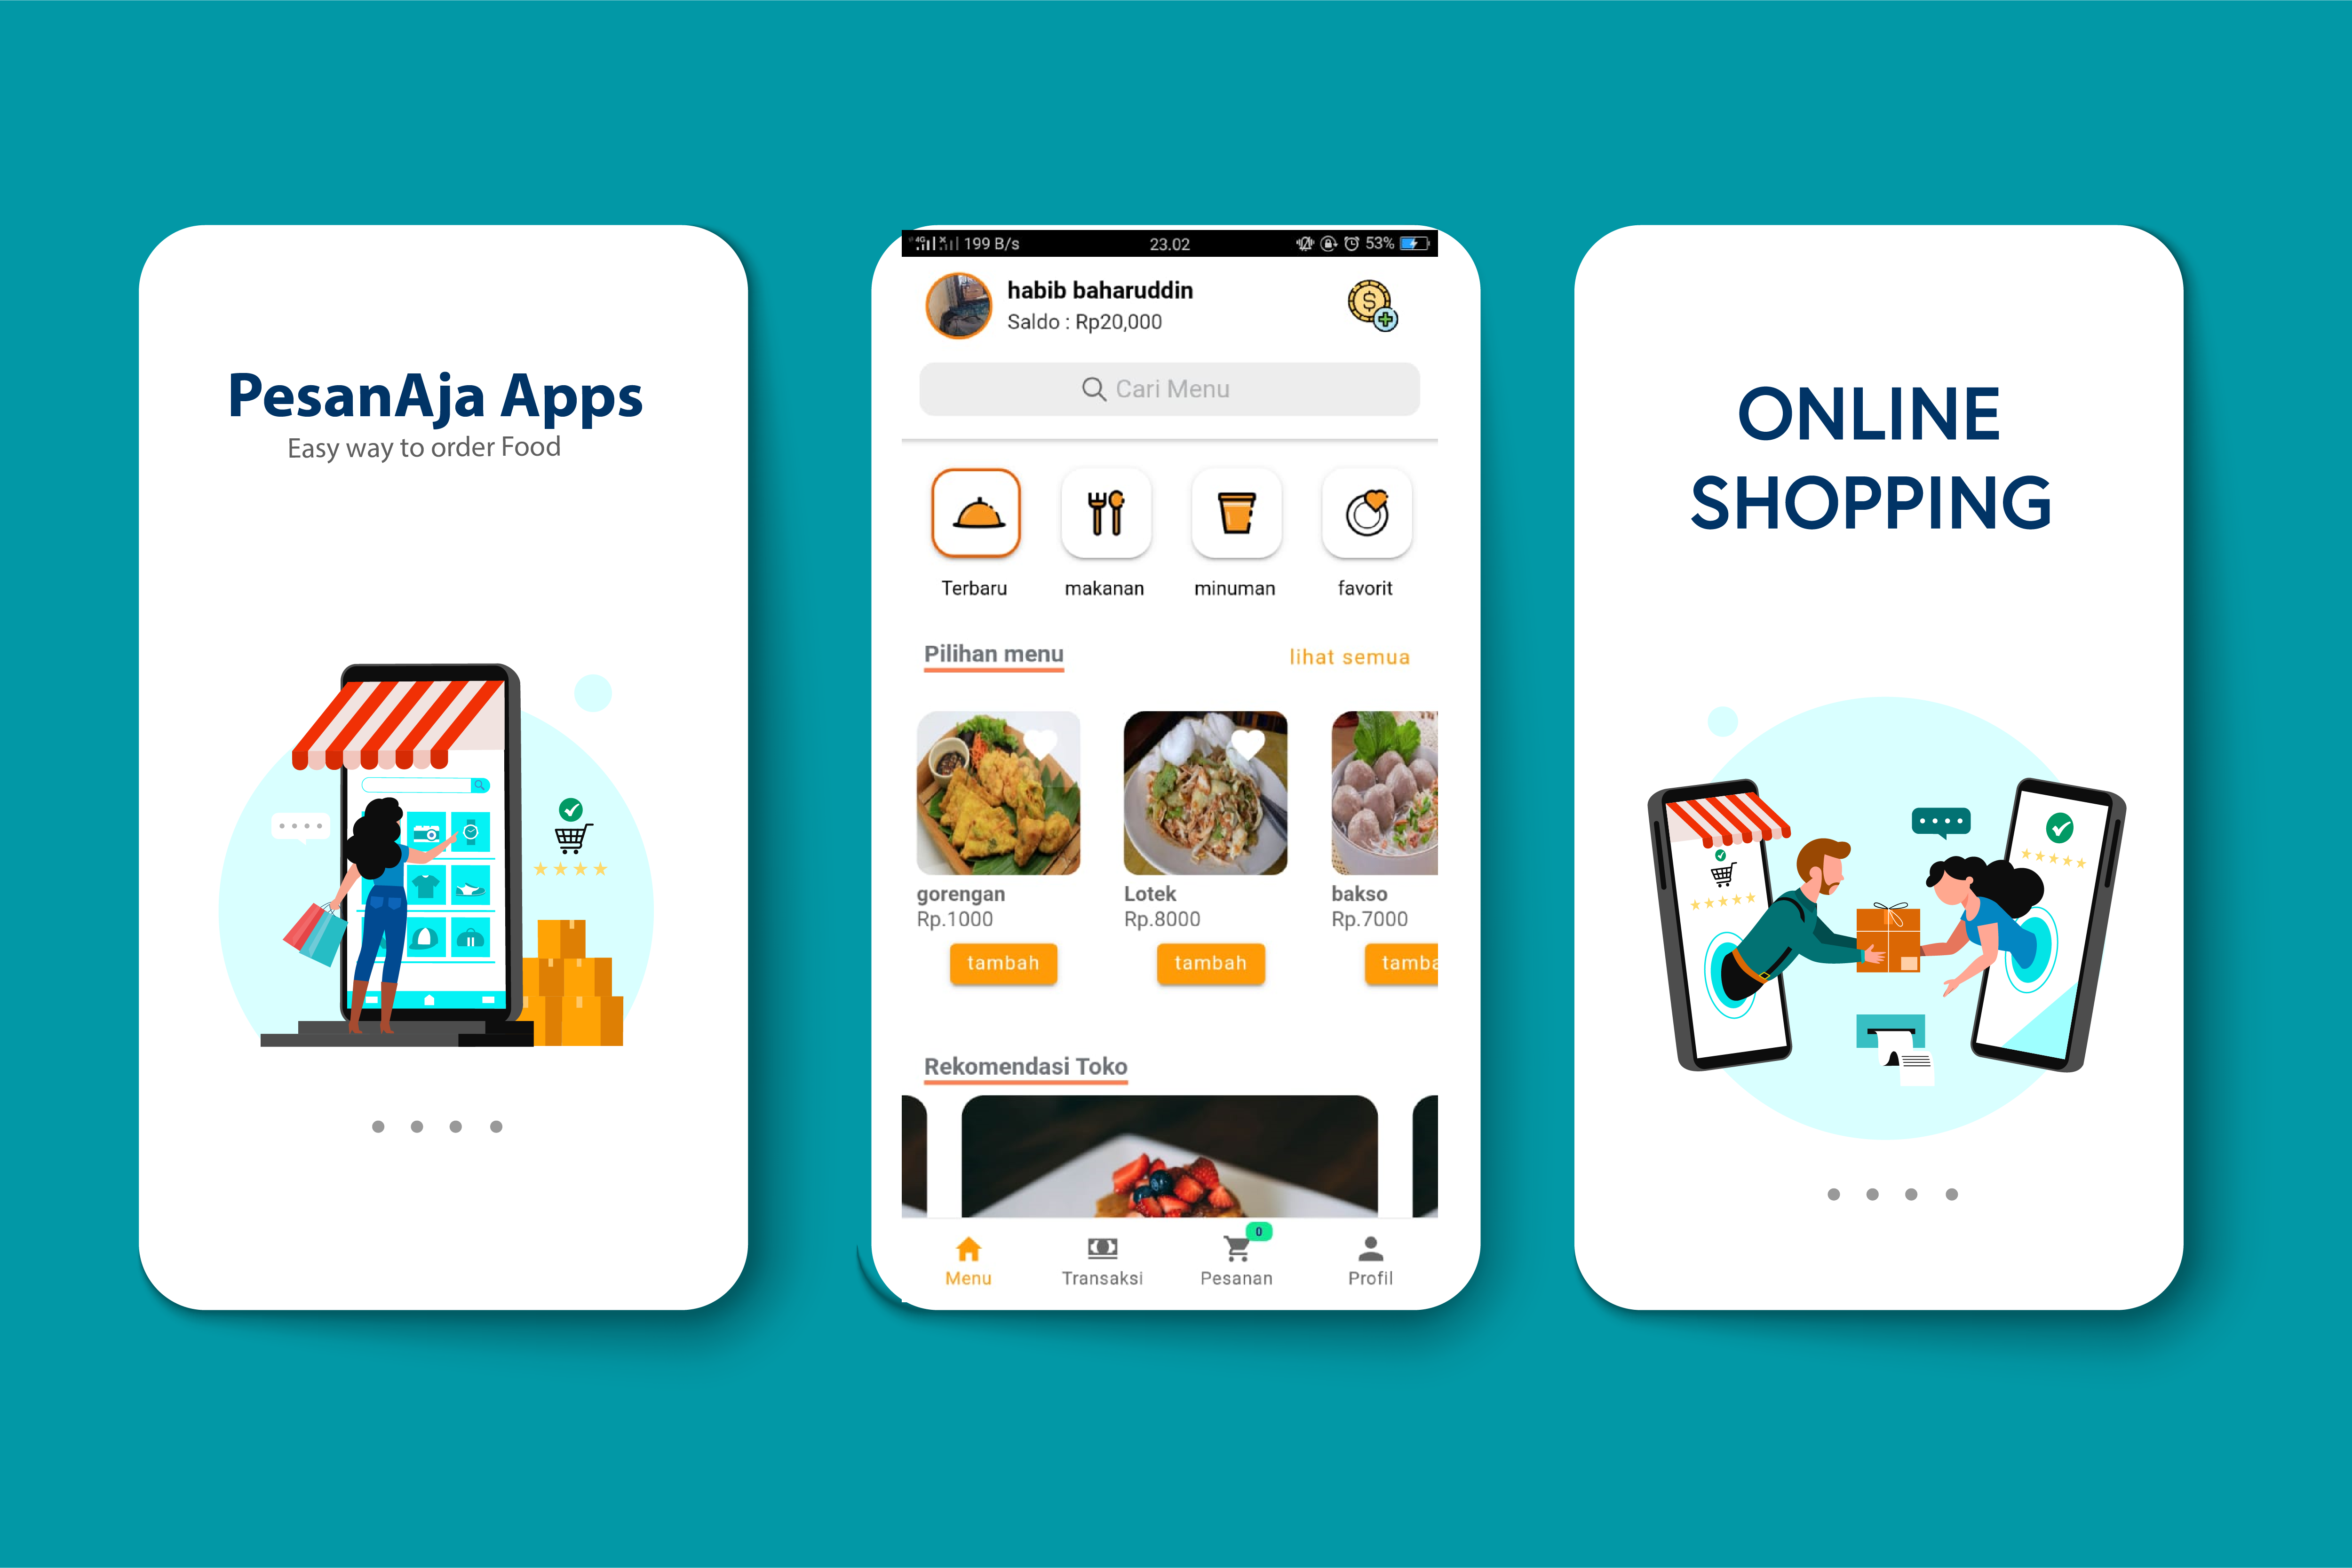 PesanAja Apps
Easy way to order Food
4G 199 B/s 23.02 53%
habib baharuddin
Saldo : Rp20,000
Cari Menu
Terbaru makanan minuman favorit
Pilihan menu lihat semua
gorengan Lotek bakso
Rp.1000 Rp.8000 Rp.7000
tambah tambah tamba
Rekomendasi Toko
0
Menu Transaksi Pesanan Profil
ONLINE
SHOPPING